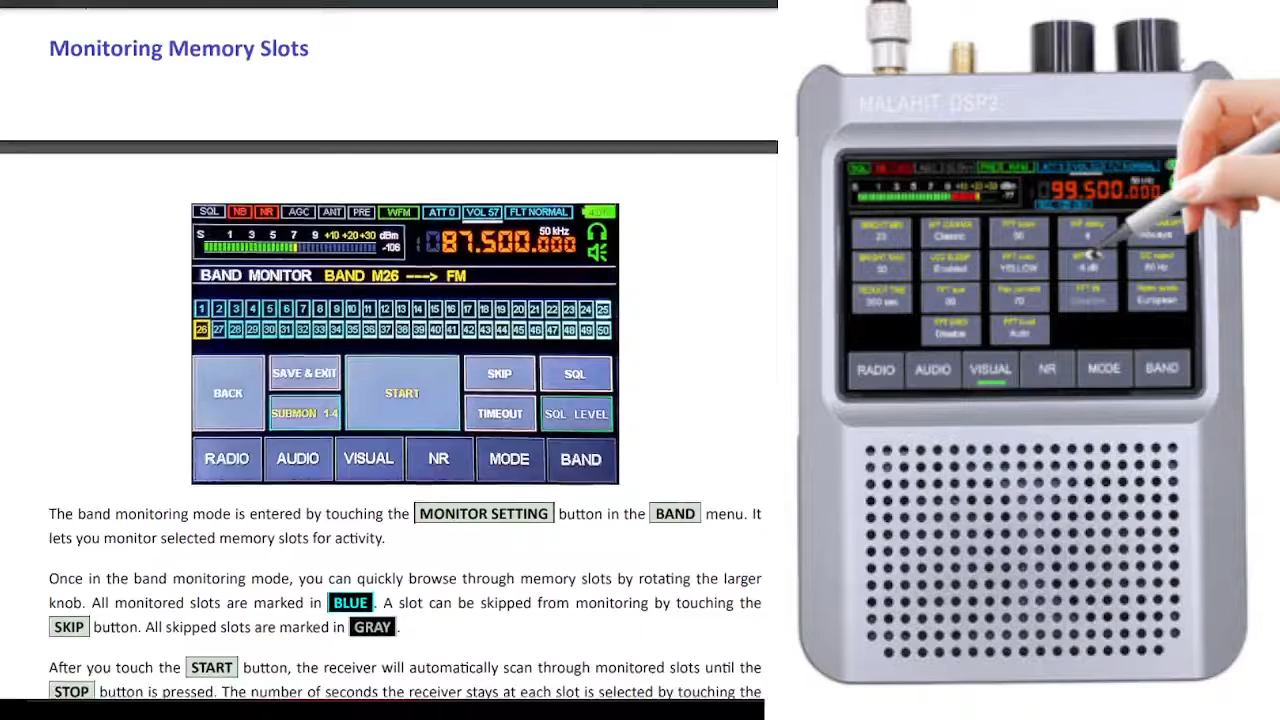 Monitoring Memory Slots
SQL NB NR AGC ANT PRE WFM ATT 0 VOL 57 FLT NORMAL
S 1 3 5 7 9 +10 +20 +30 dBm
-106
87.500.000
50 kHz
BAND MONITOR BAND M26 ---> FM
1 2 3 4 5 6 7 8 9 10 11 12 13 14 15 16 17 18 19 20 21 22 23 24 25
26 27 28 29 30 31 32 33 34 35 36 37 38 39 40 41 42 43 44 45 46 47 48 49 50
BACK SAVE & EXIT START SKIP SQL
SUBMON 1-4 TIMEOUT SQL LEVEL
RADIO AUDIO VISUAL NR MODE BAND
The band monitoring mode is entered by touching the MONITOR SETTING button in the BAND menu. It
lets you monitor selected memory slots for activity.
Once in the band monitoring mode, you can quickly browse through memory slots by rotating the larger
knob. All monitored slots are marked in BLUE. A slot can be skipped from monitoring by touching the
SKIP button. All skipped slots are marked in GRAY.
After you touch the START button, the receiver will automatically scan through monitored slots until the
STOP button is pressed. The number of seconds the receiver stays at each slot is selected by touching the
MALAHIT DSP2
99.500.000
Classic
Enabled YELLOW
European
RADIO AUDIO VISUAL NR MODE BAND